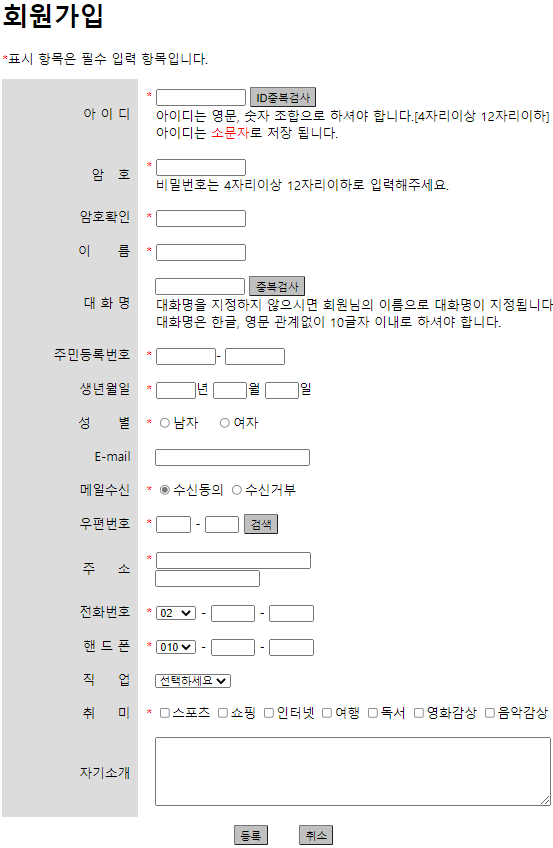 회원가입
*표시 항목은 필수 입력 항목입니다.
아 이 디 * ID중복검사
아이디는 영문, 숫자 조합으로 하셔야 합니다.[4자리이상 12자리이하]
아이디는 소문자로 저장 됩니다.
암 호 *
비밀번호는 4자리이상 12자리이하로 입력해주세요.
암호확인 *
이 름 *
대 화 명 중복검사
대화명을 지정하지 않으시면 회원님의 이름으로 대화명이 지정됩니다
대화명은 한글, 영문 관계없이 10글자 이내로 하셔야 합니다.
주민등록번호 * -
생년월일 * 년 월 일
성 별 * 남자 여자
E-mail
메일수신 * 수신동의 수신거부
우편번호 * - 검색
주 소 *
전화번호 * 02 - -
핸 드 폰 * 010 - -
직 업 선택하세요
취 미 * 스포츠 쇼핑 인터넷 여행 독서 영화감상 음악감상
자기소개
등록 취소